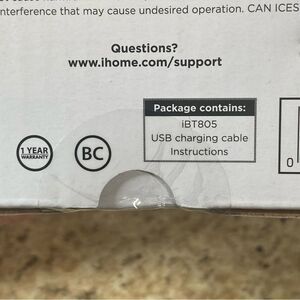 interference that may cause undesired operation. CAN ICES
Questions?
www.ihome.com/support
Package contains:
iBT805
USB charging cable
Instructions
1 YEAR
WARRANTY
BC
0